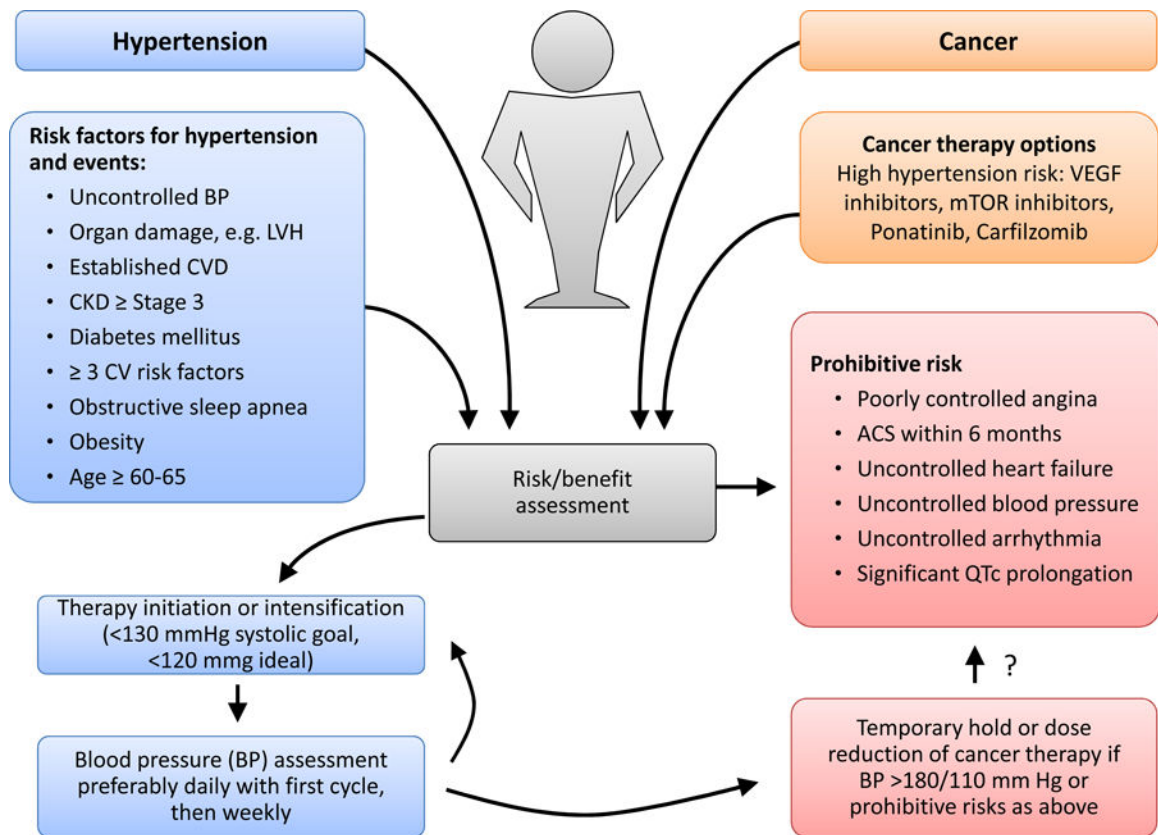 Hypertension
Cancer
Risk factors for hypertension
and events:
• Uncontrolled BP
• Organ damage, e.g. LVH
• Established CVD
• CKD ≥ Stage 3
• Diabetes mellitus
• ≥ 3 CV risk factors
• Obstructive sleep apnea
• Obesity
• Age ≥ 60-65
Cancer therapy options
High hypertension risk: VEGF
inhibitors, mTOR inhibitors,
Ponatinib, Carfilzomib
Risk/benefit
assessment
Prohibitive risk
• Poorly controlled angina
• ACS within 6 months
• Uncontrolled heart failure
• Uncontrolled blood pressure
• Uncontrolled arrhythmia
• Significant QTc prolongation
Therapy initiation or intensification
(<130 mmHg systolic goal,
<120 mmg ideal)
Blood pressure (BP) assessment
preferably daily with first cycle,
then weekly
?
Temporary hold or dose
reduction of cancer therapy if
BP >180/110 mm Hg or
prohibitive risks as above